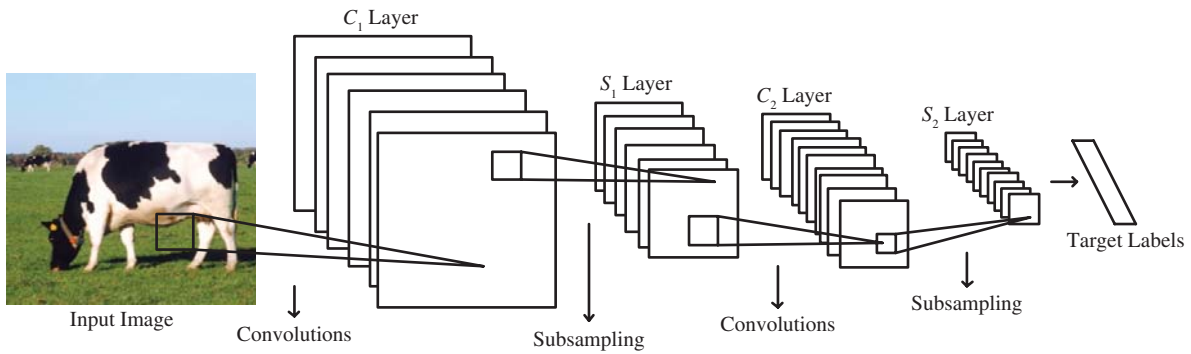 C₁ Layer
S₁ Layer
C₂ Layer
S₂ Layer
Input Image
Convolutions
Subsampling
Convolutions
Subsampling
Target Labels